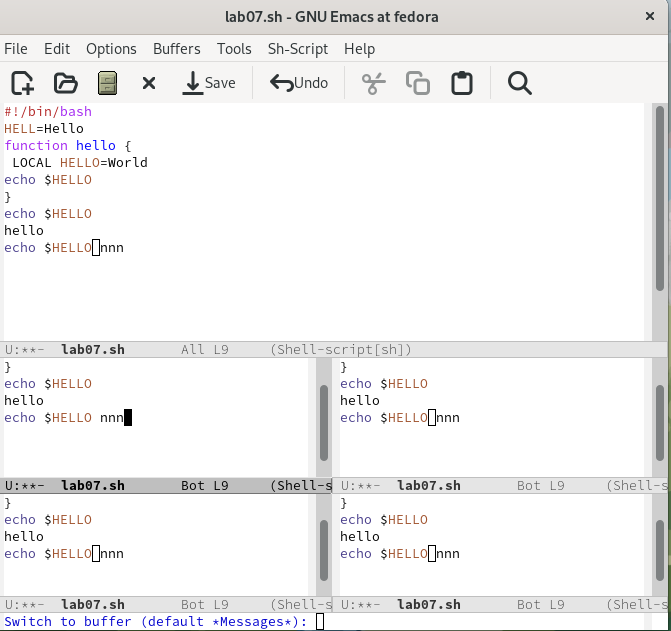 lab07.sh - GNU Emacs at fedora
File Edit Options Buffers Tools Sh-Script Help
Save Undo
#!/bin/bash
HELL=Hello
function hello {
 LOCAL HELLO=World
echo $HELLO
}
echo $HELLO
hello
echo $HELLO nnn
U:**- lab07.sh All L9 (Shell-script[sh])
}
echo $HELLO
hello
echo $HELLO nnn
U:**- lab07.sh Bot L9 (Shell-s
}
echo $HELLO
hello
echo $HELLO nnn
U:**- lab07.sh Bot L9 (Shell-s
}
echo $HELLO
hello
echo $HELLO nnn
U:**- lab07.sh Bot L9 (Shell-s
}
echo $HELLO
hello
echo $HELLO nnn
U:**- lab07.sh Bot L9 (Shell-s
Switch to buffer (default *Messages*):